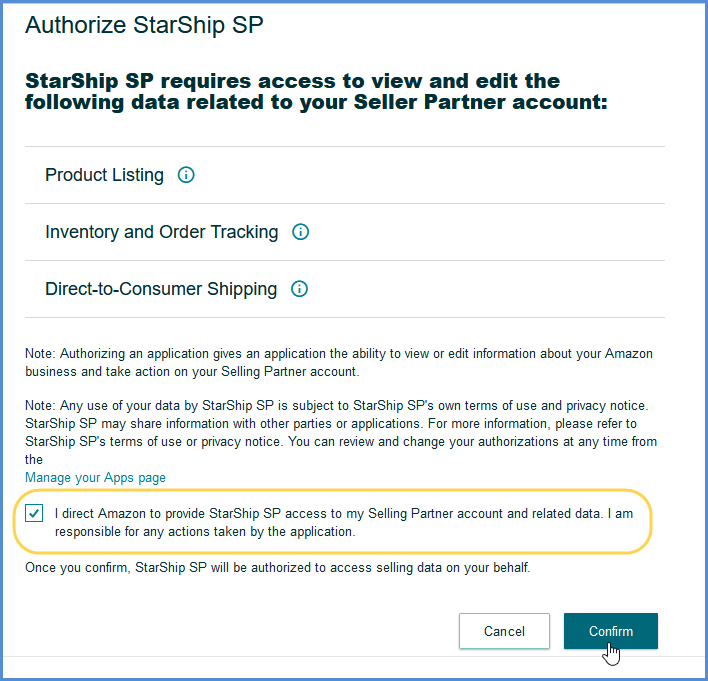 Authorize StarShip SP
StarShip SP requires access to view and edit the
following data related to your Seller Partner account:
Product Listing
Inventory and Order Tracking
Direct-to-Consumer Shipping
Note: Authorizing an application gives an application the ability to view or edit information about your Amazon
business and take action on your Selling Partner account.
Note: Any use of your data by StarShip SP is subject to StarShip SP's own terms of use and privacy notice.
StarShip SP may share information with other parties or applications. For more information, please refer to
StarShip SP's terms of use or privacy notice. You can review and change your authorizations at any time from
the
Manage your Apps page
I direct Amazon to provide StarShip SP access to my Selling Partner account and related data. I am
responsible for any actions taken by the application.
Once you confirm, StarShip SP will be authorized to access selling data on your behalf.
Cancel
Confirm